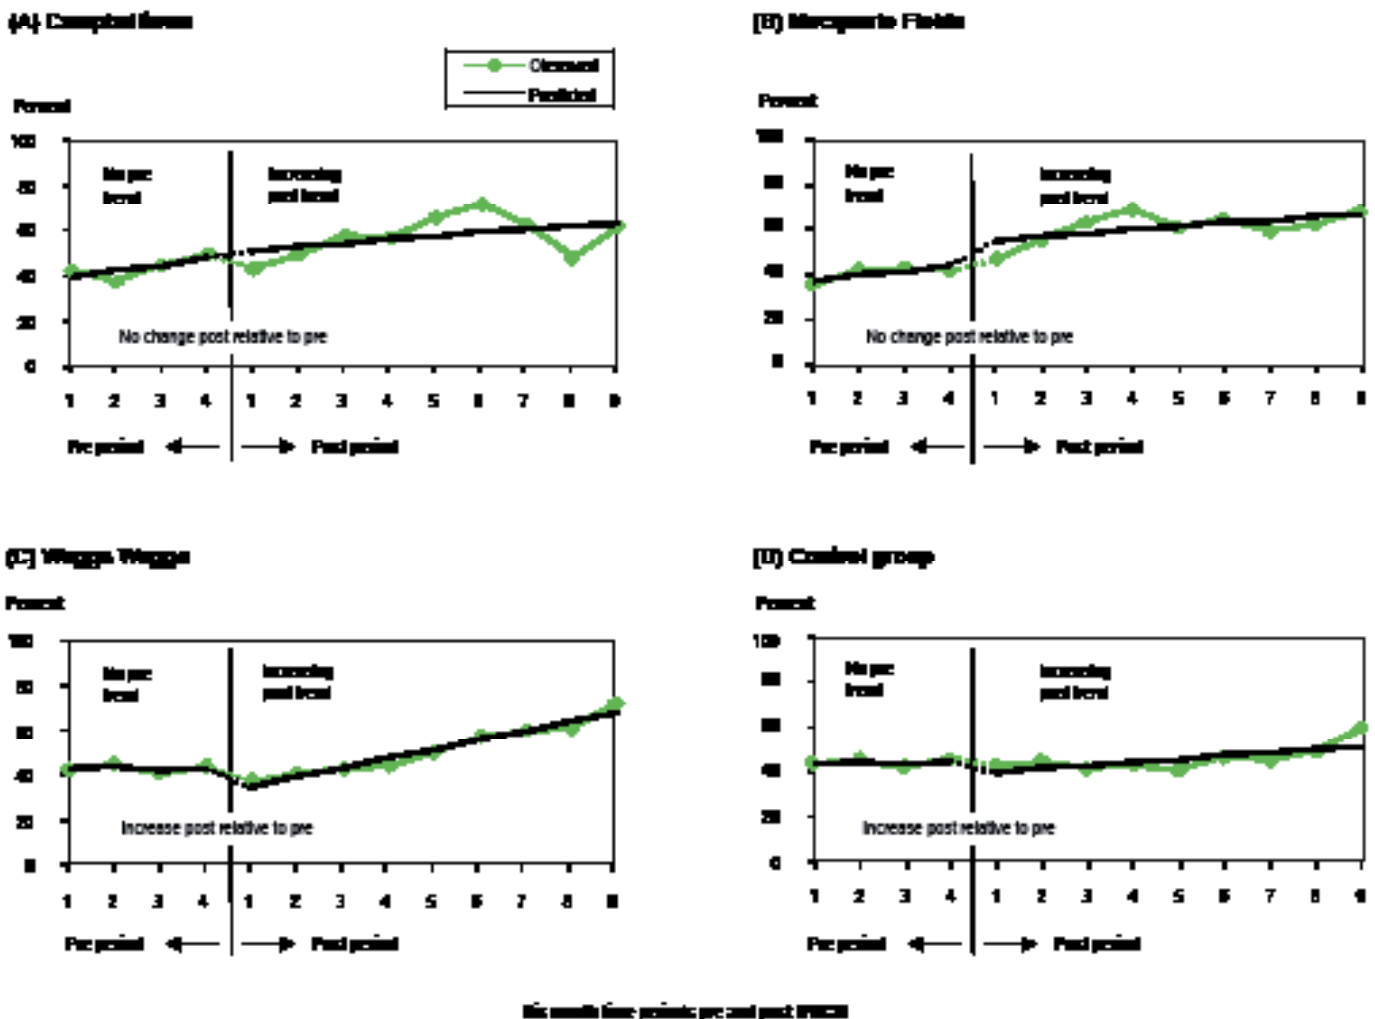 (A) Campbelltown
(B) Macquarie Fields
Observed
Predicted
Percent
Percent
100
80
60
40
20
0
No pre
trend
Increasing
post trend
No change post relative to pre
1 2 3 4 1 2 3 4 5 6 7 8 9
Pre period
Post period
100
80
60
40
20
0
No pre
trend
Increasing
post trend
No change post relative to pre
1 2 3 4 1 2 3 4 5 6 7 8 9
Pre period
Post period
(C) Wagga Wagga
(D) Control group
Percent
Percent
100
80
60
40
20
0
No pre
trend
Increasing
post trend
Increase post relative to pre
1 2 3 4 1 2 3 4 5 6 7 8 9
Pre period
Post period
100
80
60
40
20
0
No pre
trend
Increasing
post trend
Increase post relative to pre
1 2 3 4 1 2 3 4 5 6 7 8 9
Pre period
Post period
Six month time points pre and post